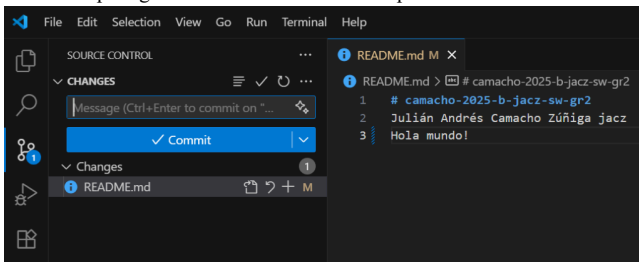 File Edit Selection View Go Run Terminal Help
SOURCE CONTROL
README.md M
CHANGES
README.md > # camacho-2025-b-jacz-sw-gr2
Message (Ctrl+Enter to commit on "...
1 # camacho-2025-b-jacz-sw-gr2
2 Julián Andrés Camacho Zúñiga jacz
3 Hola mundo!
Commit
Changes 1
README.md M
1